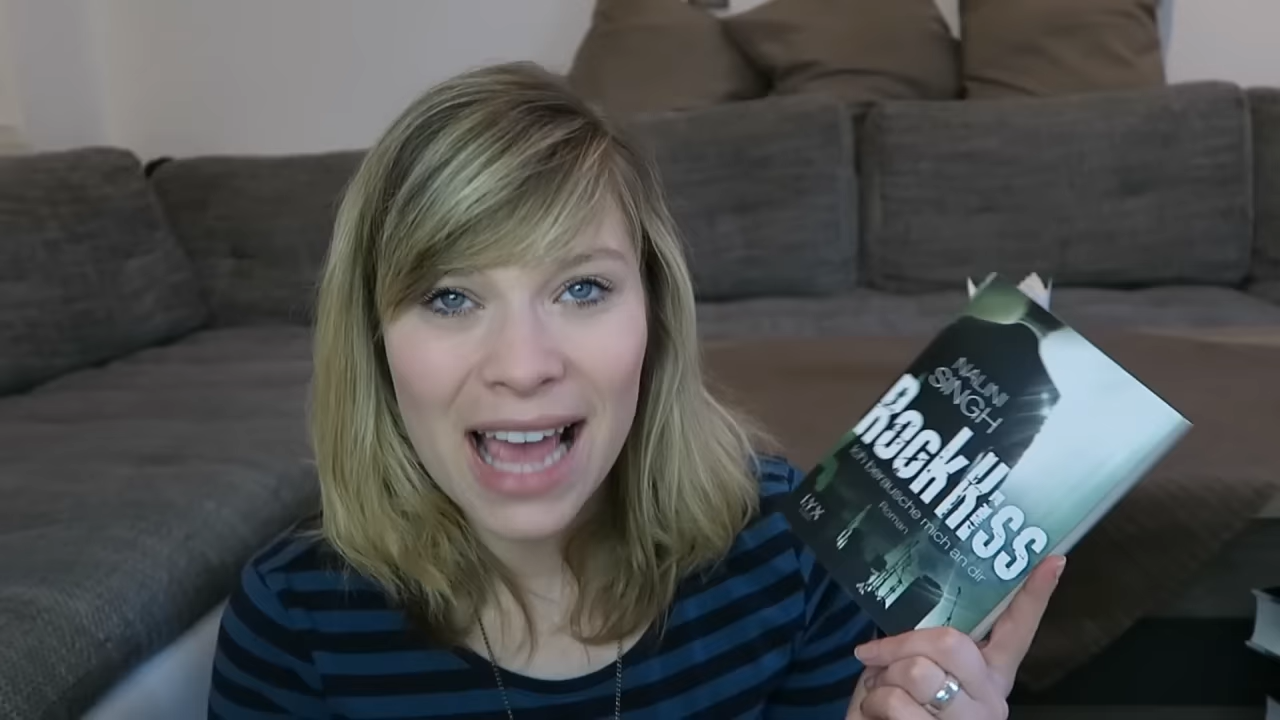 NALINI
SINGH
ROCK KISS
Ich berausche mich an dir
Roman
LYX